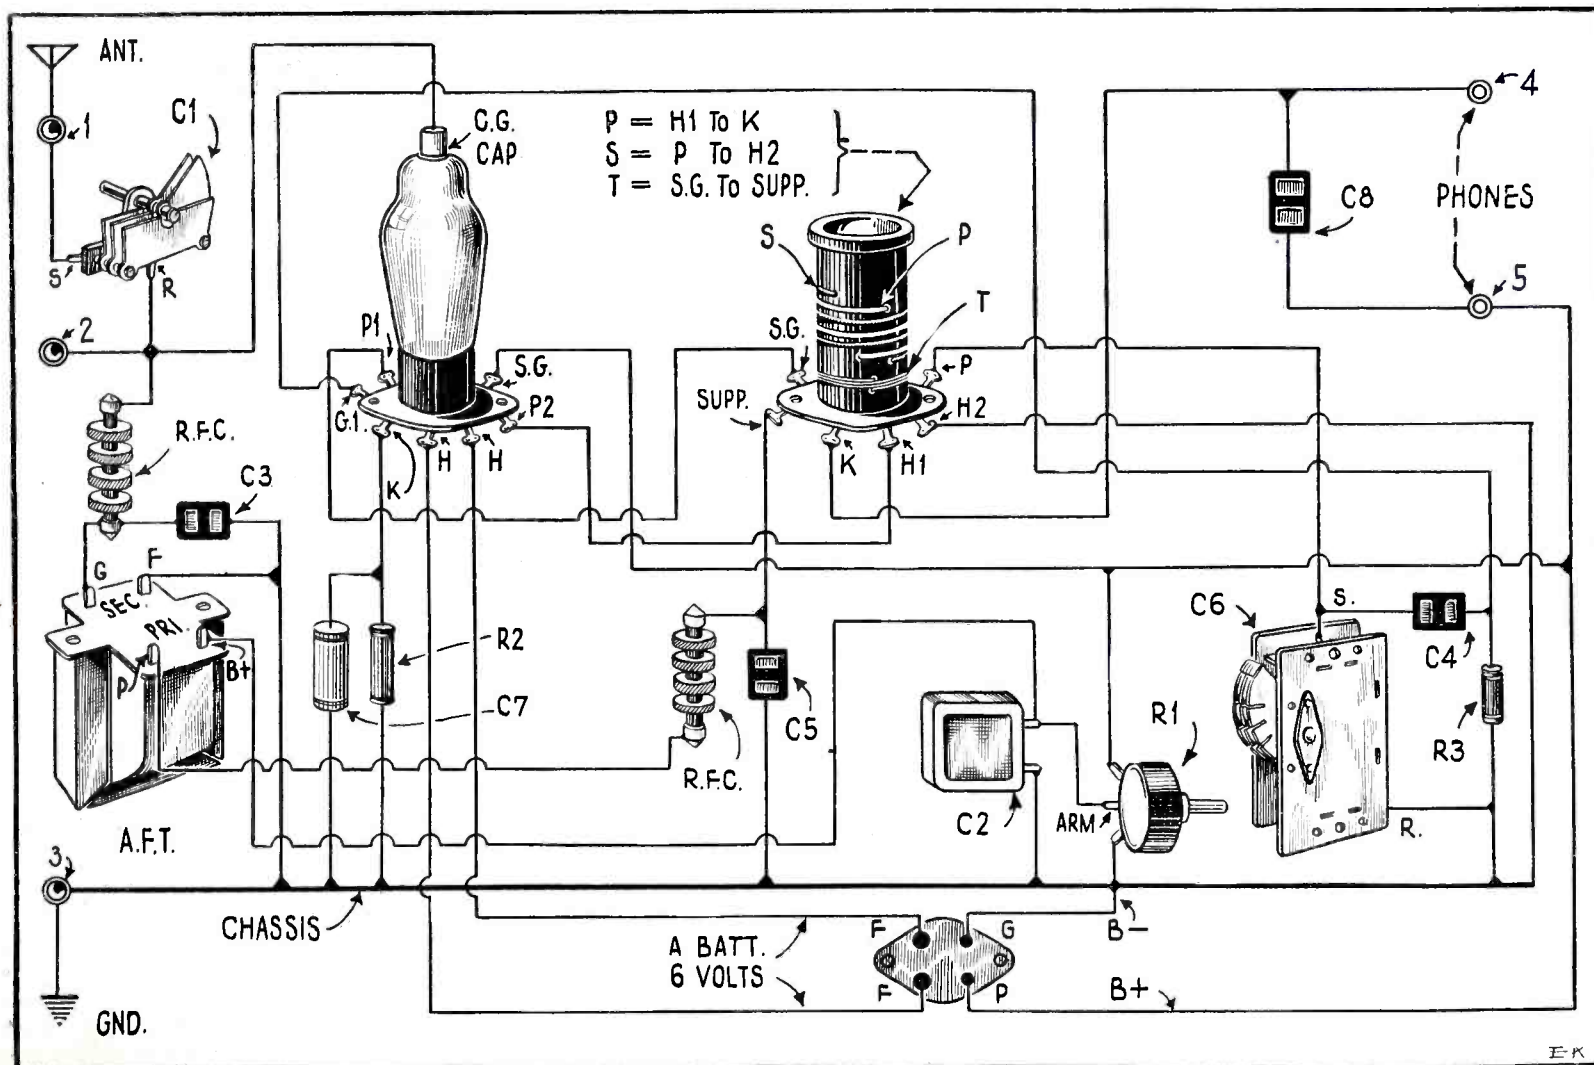 ANT.
1
C1
S
R
2
C.G.
CAP
P = H1 TO K
S = P TO H2
T = S.G. TO SUPP.
4
PHONES
C8
5
S
P
T
P1
S.G.
G1.
P2
K
H
H
S.G.
P
SUPP.
H2
K
H1
R.F.C.
C3
G
F
SEC.
PRI.
P
B+
A.F.T.
R2
C7
R.F.C.
C5
C2
ARM
R1
C6
S.
C4
R3
R.
3
CHASSIS
GND.
A BATT.
6 VOLTS
F
G
F
P
B−
B+
E-K